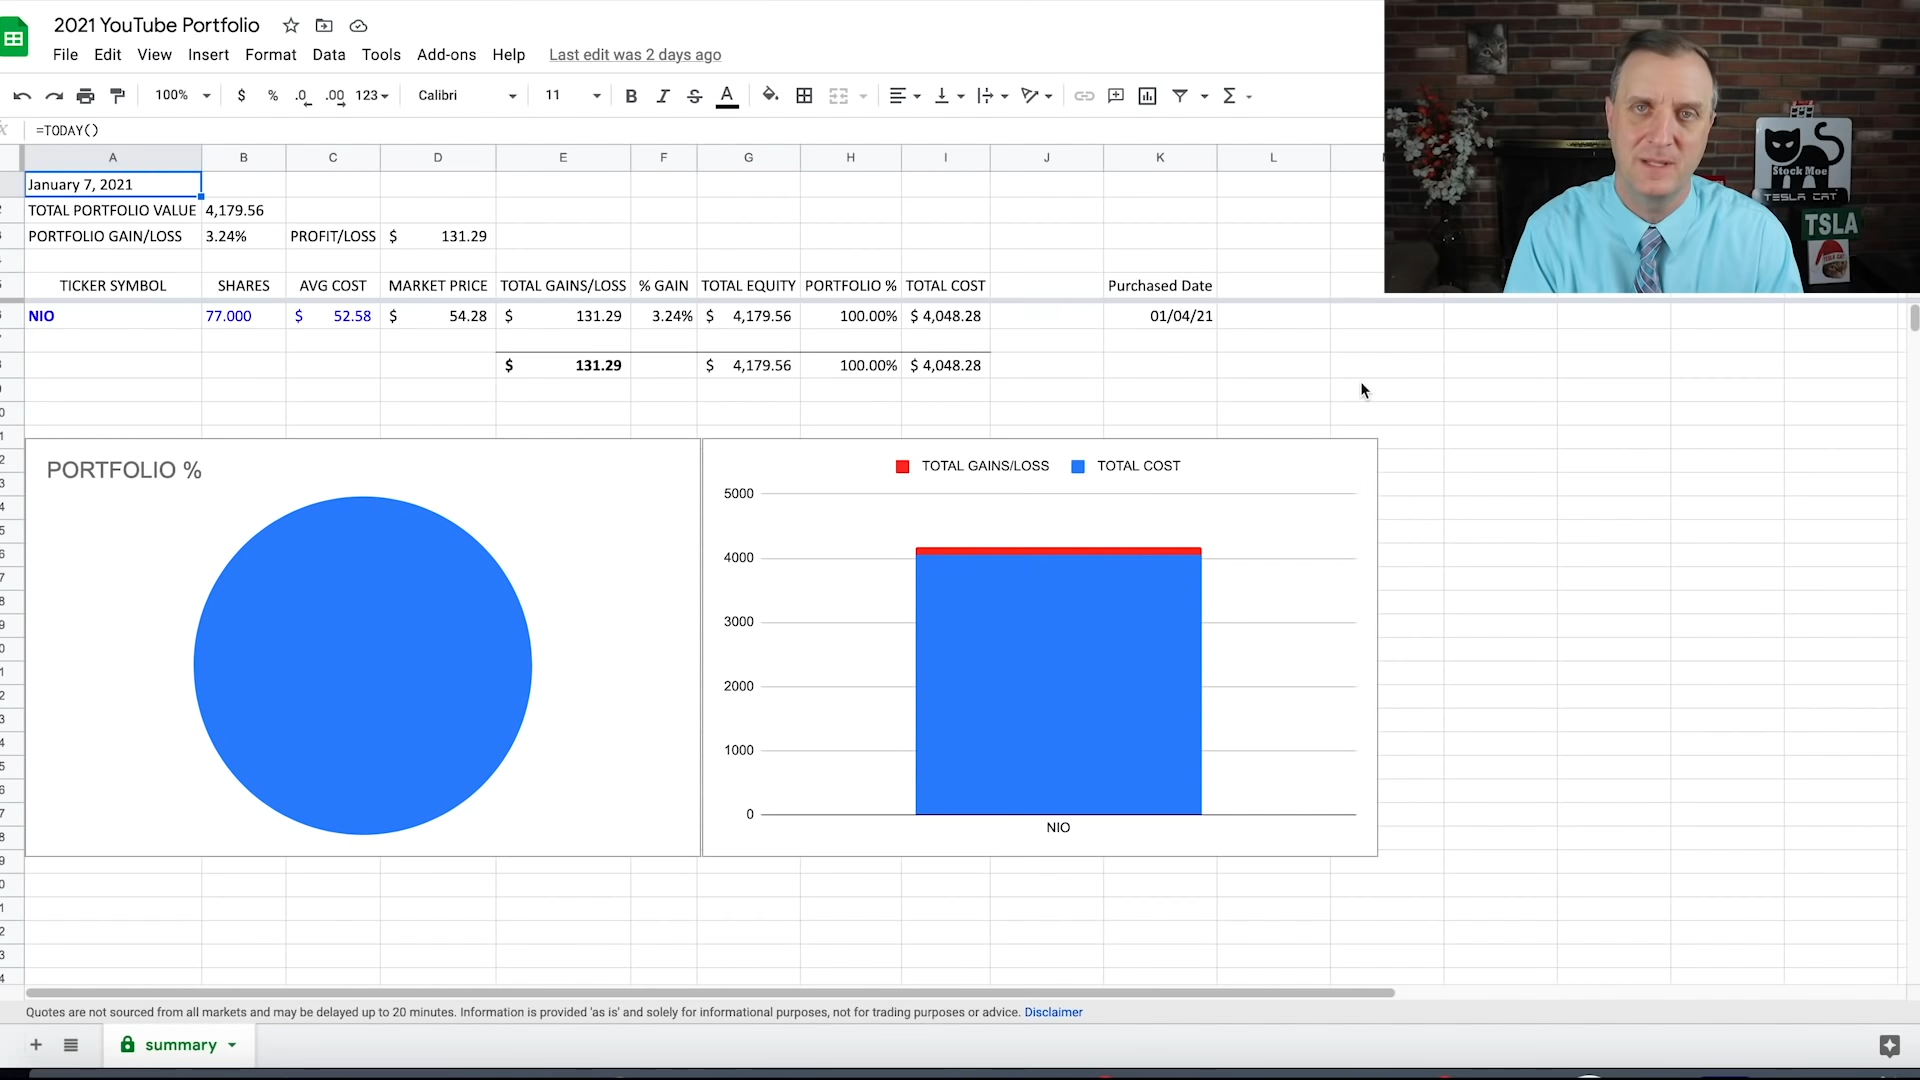 2021 YouTube Portfolio
File Edit View Insert Format Data Tools Add-ons Help Last edit was 2 days ago
100% $ % .0 .00 123 Calibri 11 B I S A
=TODAY()
A B C D E F G H I J K L
January 7, 2021
TOTAL PORTFOLIO VALUE 4,179.56
PORTFOLIO GAIN/LOSS 3.24% PROFIT/LOSS $ 131.29
TICKER SYMBOL SHARES AVG COST MARKET PRICE TOTAL GAINS/LOSS % GAIN TOTAL EQUITY PORTFOLIO % TOTAL COST Purchased Date
NIO 77.000 $ 52.58 $ 54.28 $ 131.29 3.24% $ 4,179.56 100.00% $ 4,048.28 01/04/21
$ 131.29 $ 4,179.56 100.00% $ 4,048.28
PORTFOLIO %
TOTAL GAINS/LOSS TOTAL COST
5000
4000
3000
2000
1000
0
NIO
Stock Moe
TESLA CAT
TSLA
Quotes are not sourced from all markets and may be delayed up to 20 minutes. Information is provided 'as is' and solely for informational purposes, not for trading purposes or advice. Disclaimer
+ summary